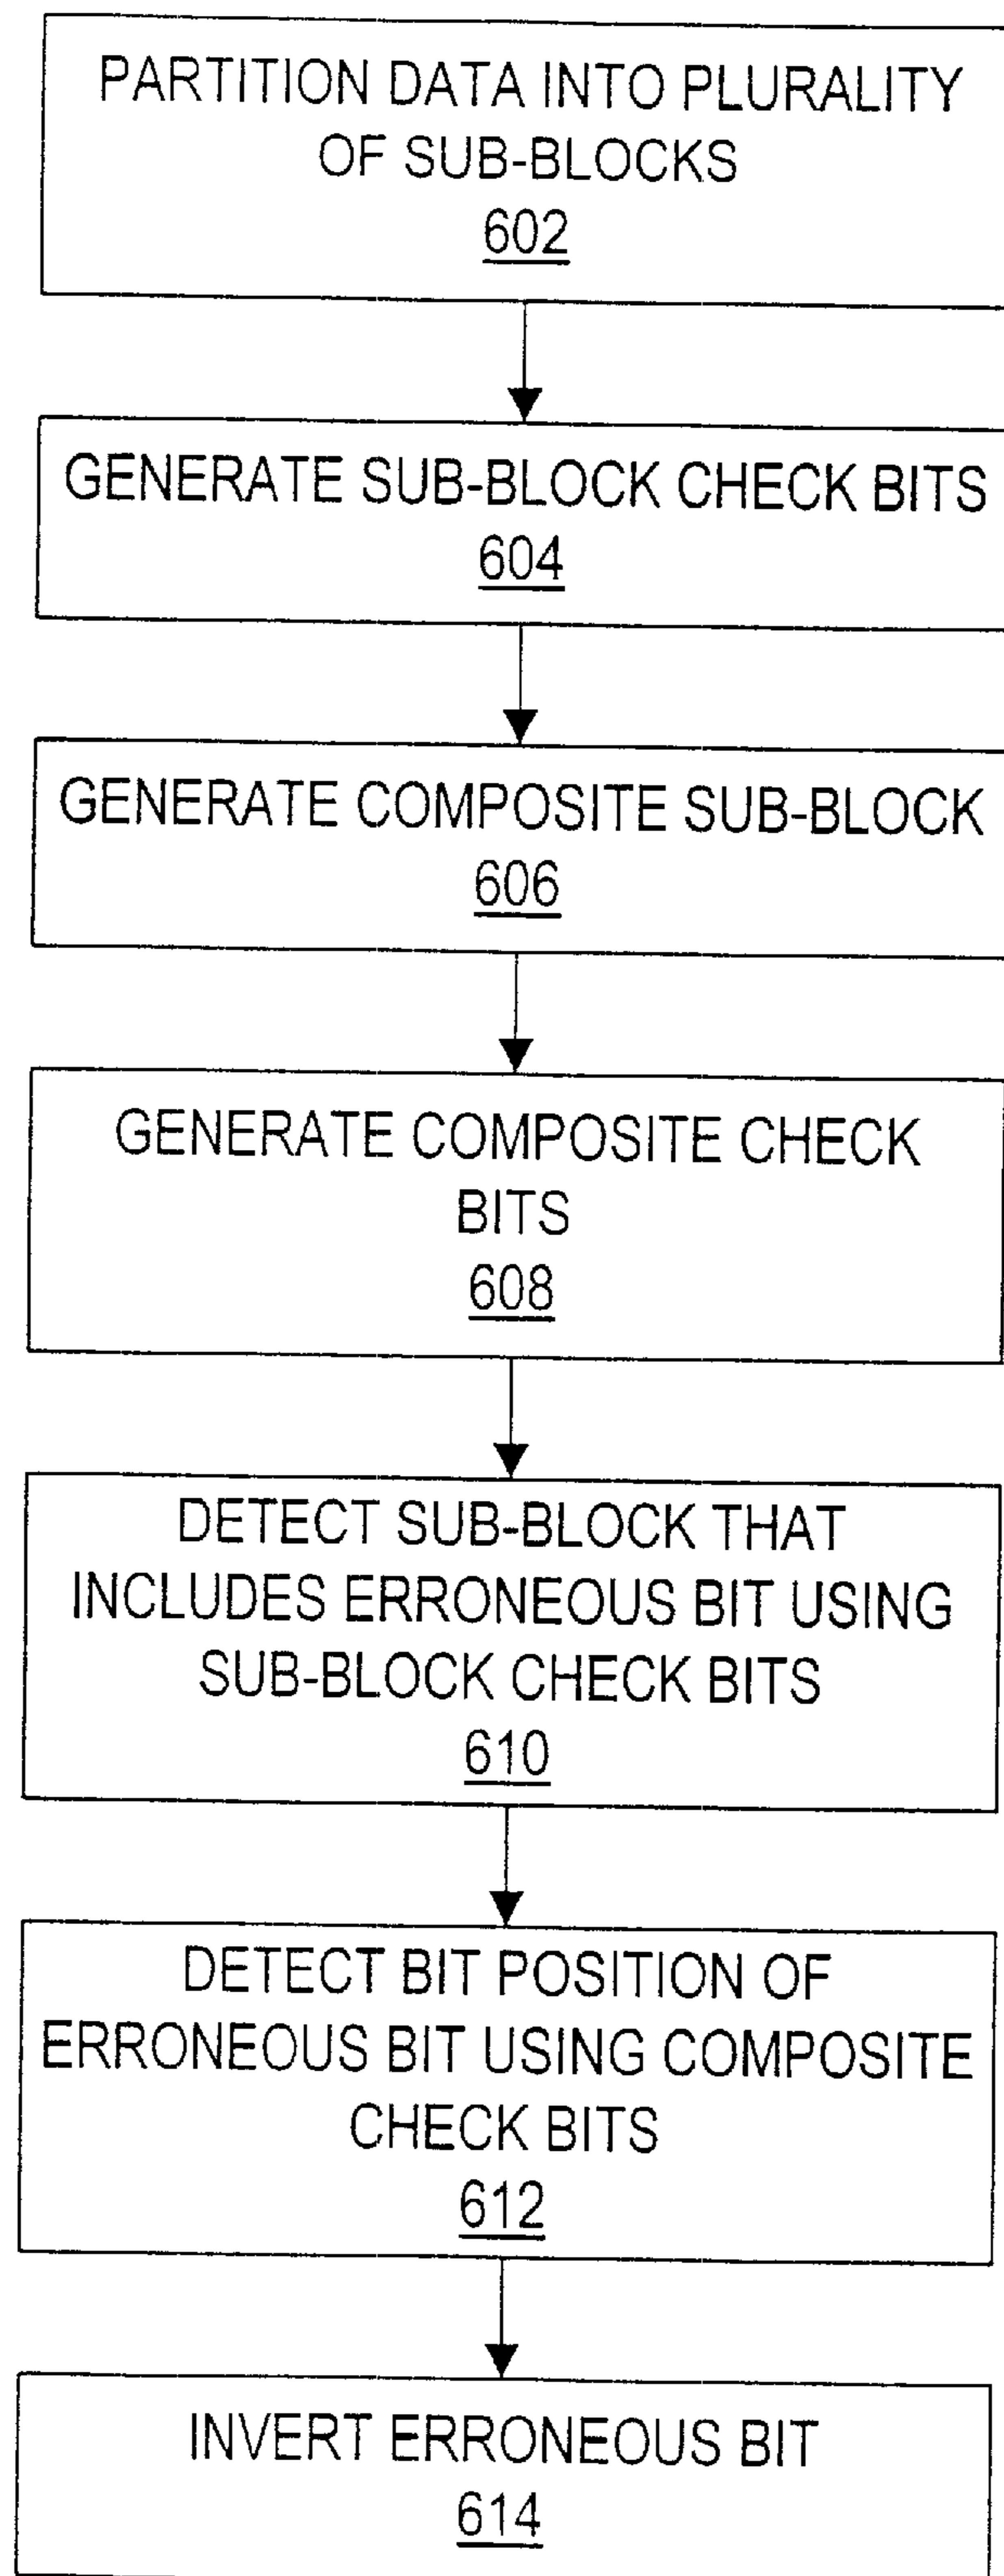 PARTITION DATA INTO PLURALITY
OF SUB-BLOCKS
602
GENERATE SUB-BLOCK CHECK BITS
604
GENERATE COMPOSITE SUB-BLOCK
606
GENERATE COMPOSITE CHECK
BITS
608
DETECT SUB-BLOCK THAT
INCLUDES ERRONEOUS BIT USING
SUB-BLOCK CHECK BITS
610
DETECT BIT POSITION OF
ERRONEOUS BIT USING COMPOSITE
CHECK BITS
612
INVERT ERRONEOUS BIT
614